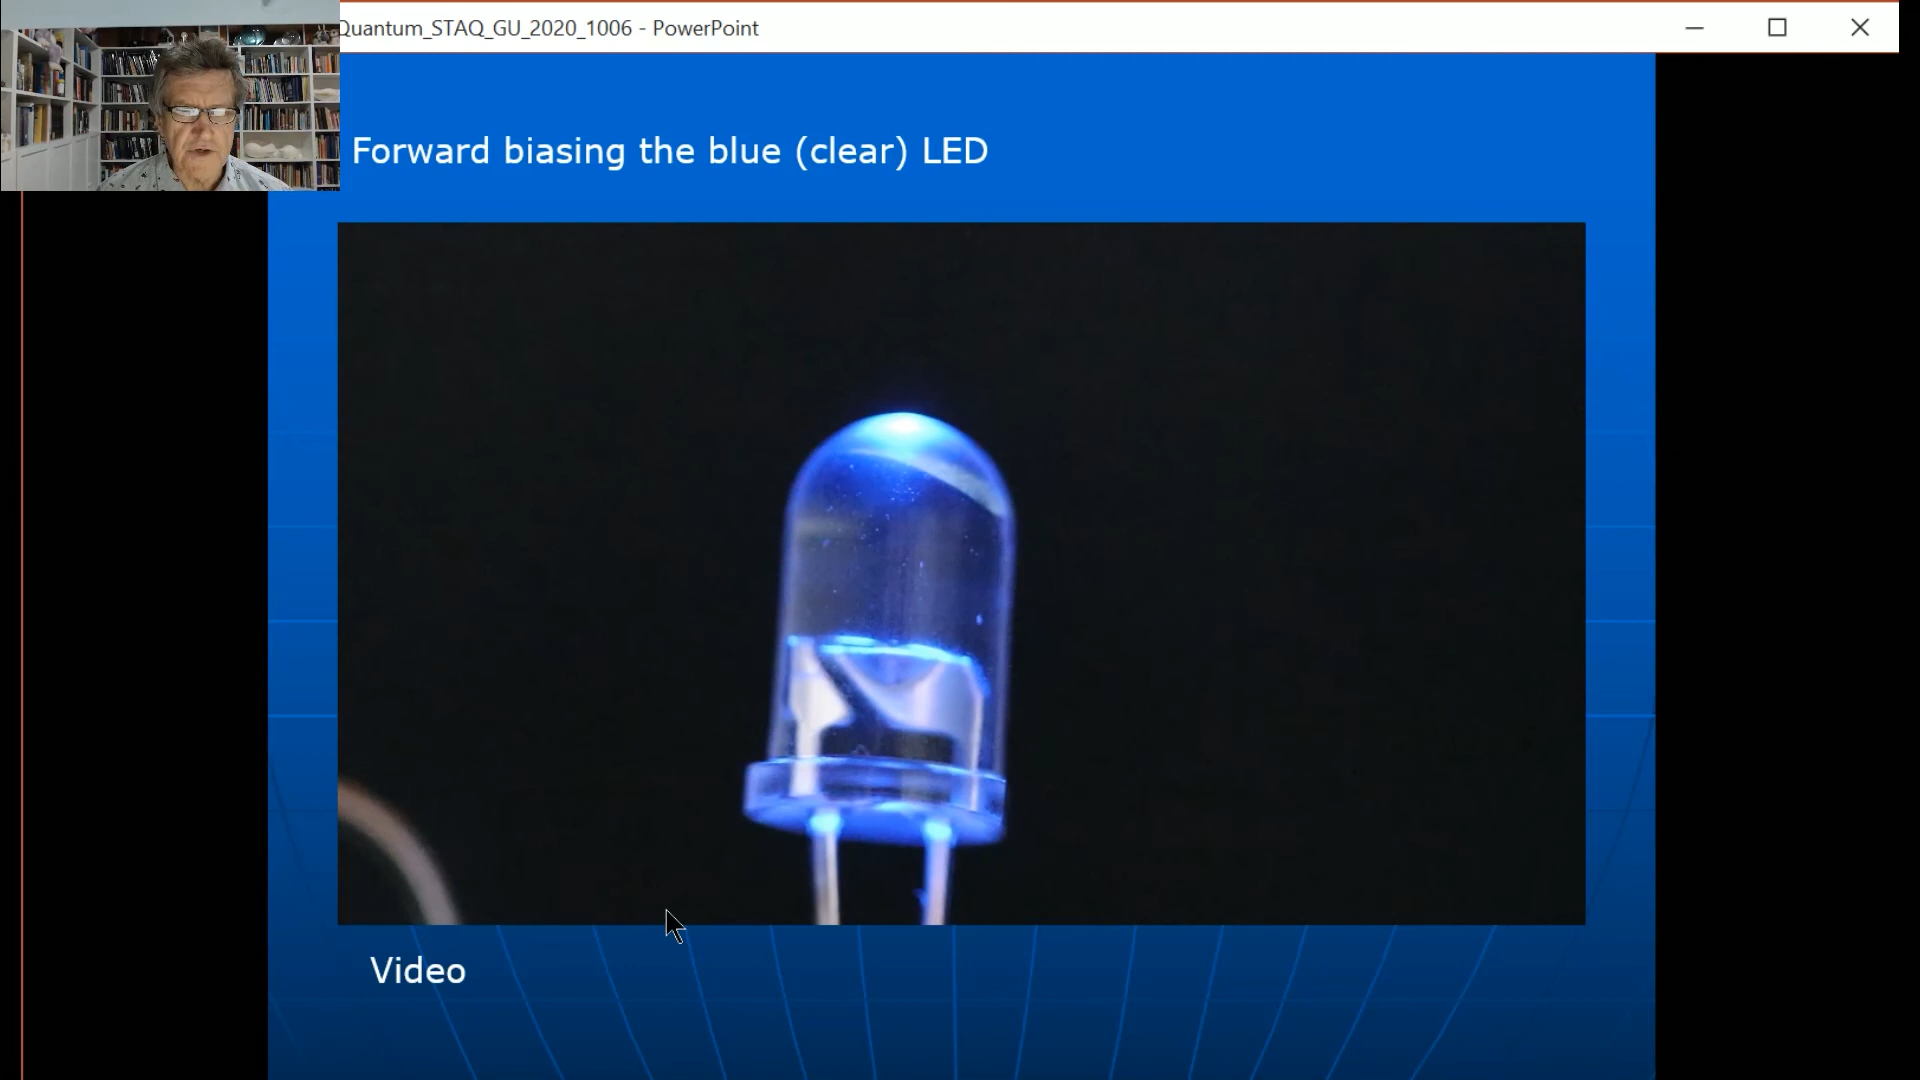 Quantum_STAQ_GU_2020_1006 - PowerPoint
Forward biasing the blue (clear) LED
Video